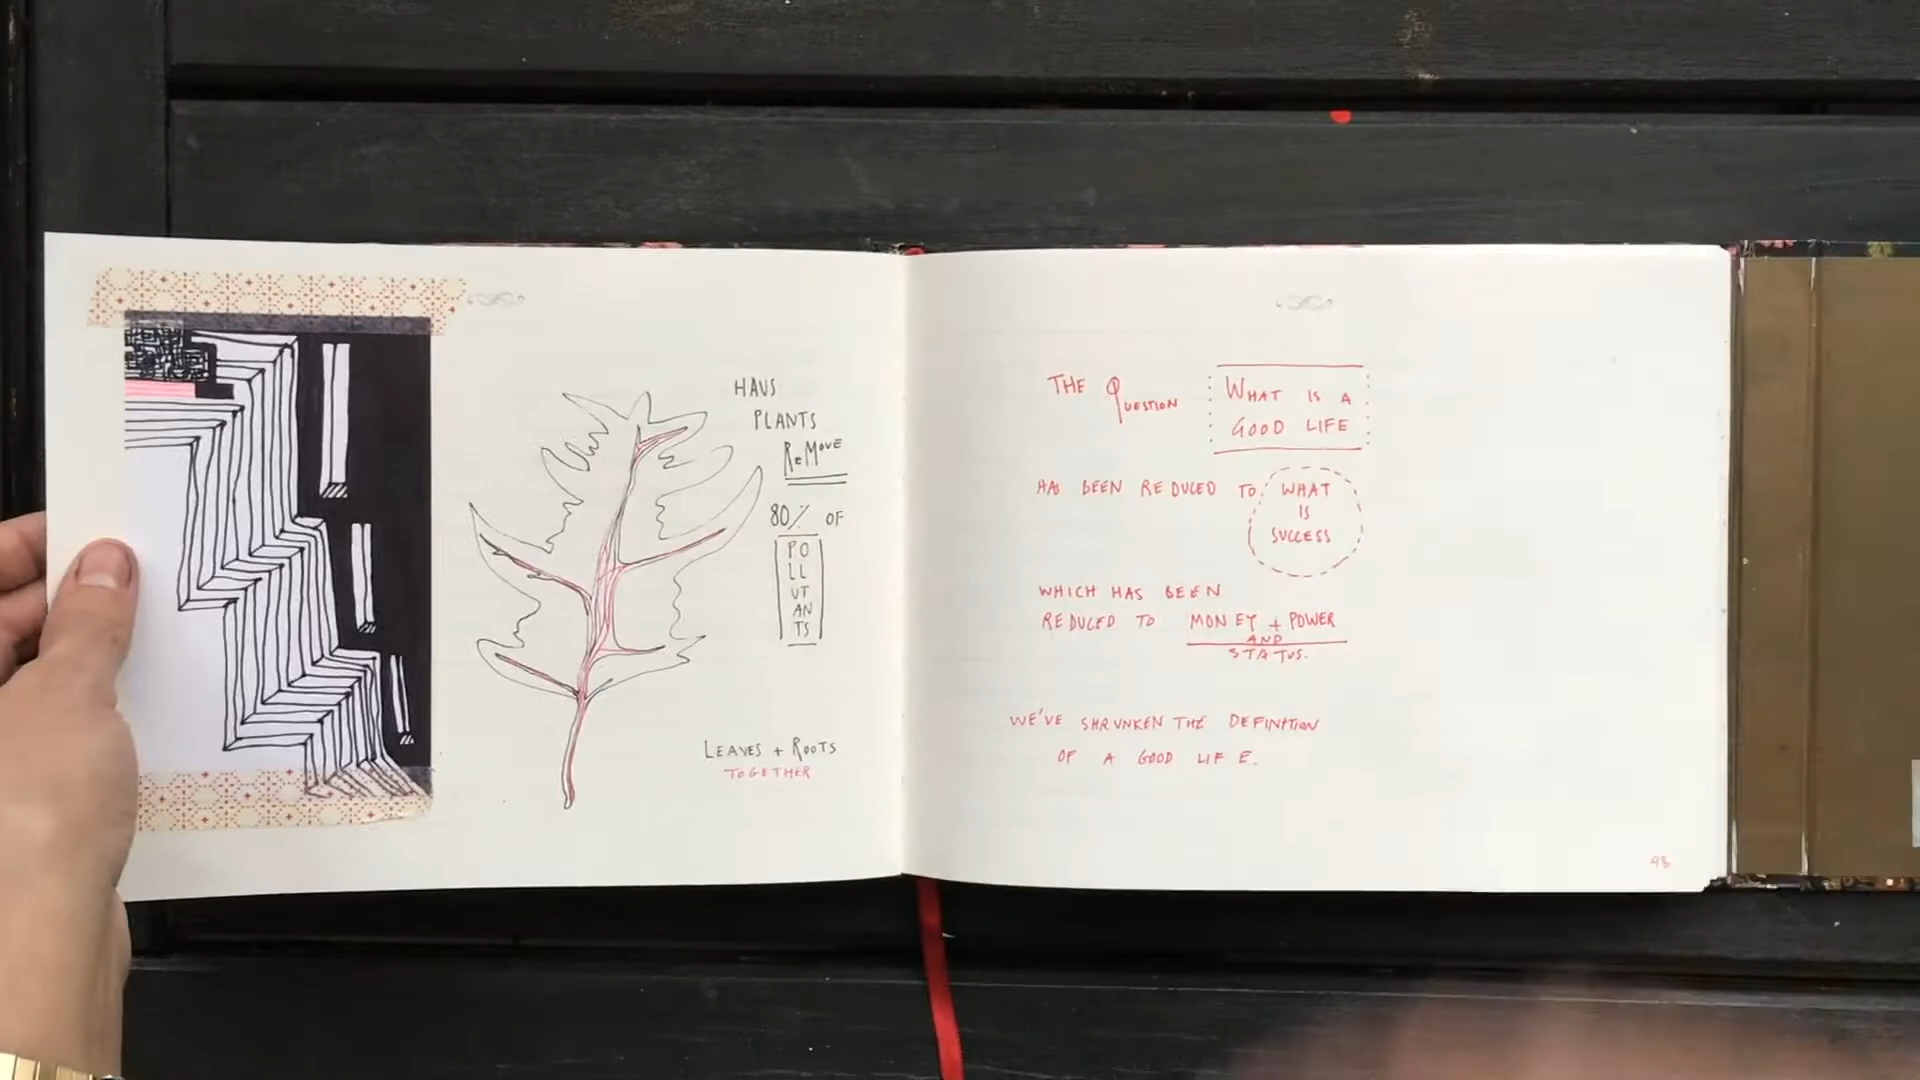 HAUS
PLANTS
ReMove
80% OF
PO
LL
UT
AN
TS
LEAVES + ROOTS
TOGETHER
THE QUESTION
WHAT IS A
GOOD LIFE
HAS BEEN REDUCED TO
WHAT
IS
SUCCESS
WHICH HAS BEEN
REDUCED TO MONEY + POWER
AND
STATUS.
WE'VE SHRUNKEN THE DEFINITION
OF A GOOD LIFE.